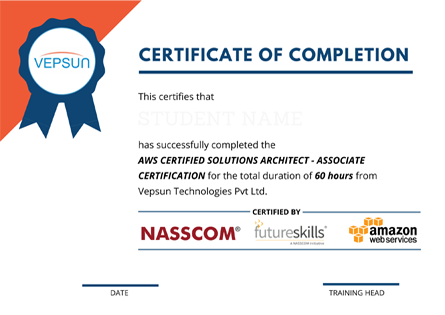 VEPSUN
CERTIFICATE OF COMPLETION
This certifies that
STUDENT NAME
has successfully completed the
AWS CERTIFIED SOLUTIONS ARCHITECT - ASSOCIATE
CERTIFICATION for the total duration of 60 hours from
Vepsun Technologies Pvt Ltd.
CERTIFIED BY
NASSCOM®
futureskills®
A NASSCOM Initiative
amazon
webservices
DATE
TRAINING HEAD